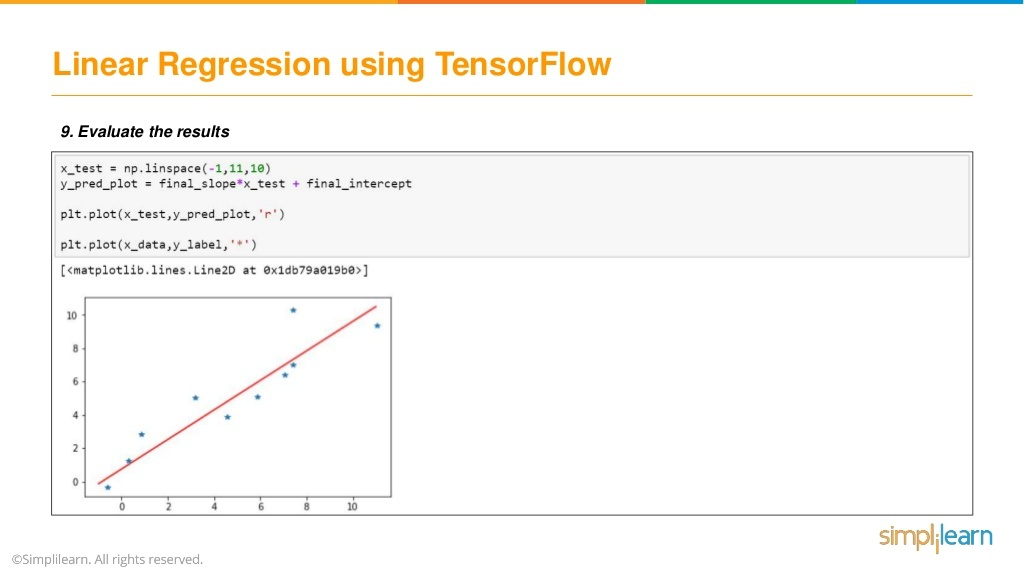 Linear Regression using TensorFlow
9. Evaluate the results
x_test = np.linspace(-1,11,10)
y_pred_plot = final_slope*x_test + final_intercept
plt.plot(x_test,y_pred_plot,'r')
plt.plot(x_data,y_label,'*')
[<matplotlib.lines.Line2D at 0x1db79a019b0>]
10
8
6
4
2
0
0 2 4 6 8 10
simplilearn
©Simplilearn. All rights reserved.